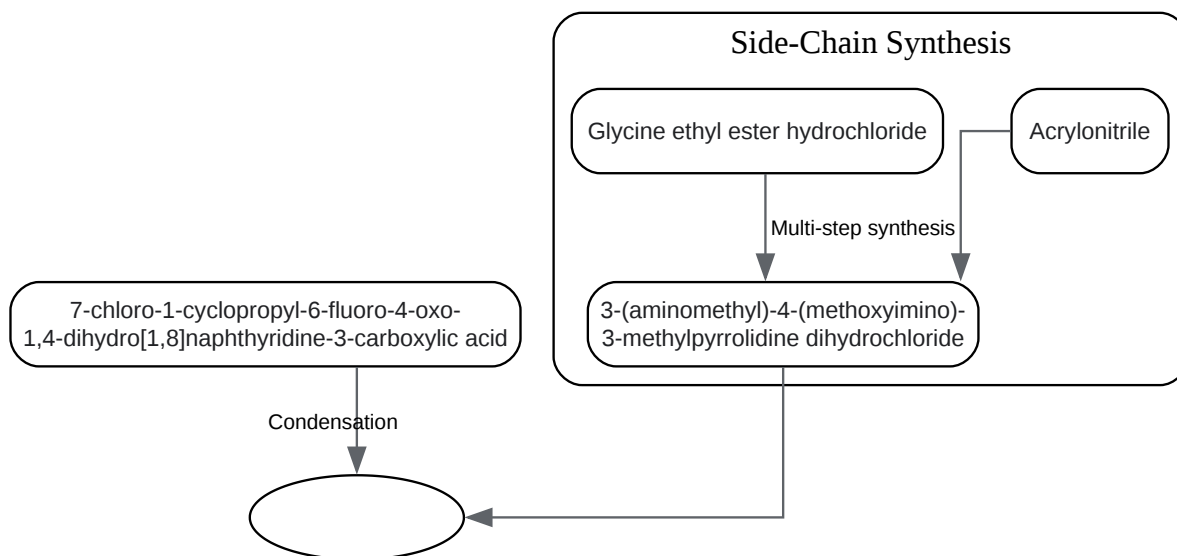 Side-Chain Synthesis
Glycine ethyl ester hydrochloride
Acrylonitrile
Multi-step synthesis
7-chloro-1-cyclopropyl-6-fluoro-4-oxo-
1,4-dihydro[1,8]naphthyridine-3-carboxylic acid
3-(aminomethyl)-4-(methoxyimino)-
3-methylpyrrolidine dihydrochloride
Condensation